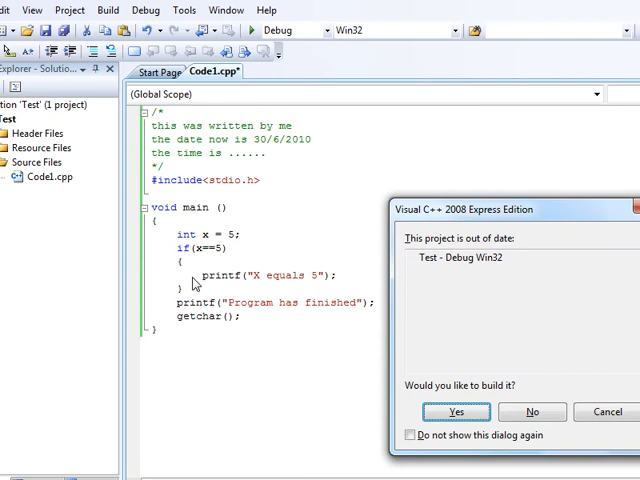 View Project Build Debug Tools Window Help
Debug Win32
Explorer - Solutio...
Start Page Code1.cpp*
(Global Scope)
tion 'Test' (1 project)
Test
Header Files
Resource Files
Source Files
Code1.cpp
/*
this was written by me
the date now is 30/6/2010
the time is ......
*/
#include<stdio.h>
void main ()
{
int x = 5;
if(x==5)
{
printf("X equals 5");
}
printf("Program has finished");
getchar();
}
Visual C++ 2008 Express Edition
This project is out of date:
Test - Debug Win32
Would you like to build it?
Yes No Cancel
Do not show this dialog again